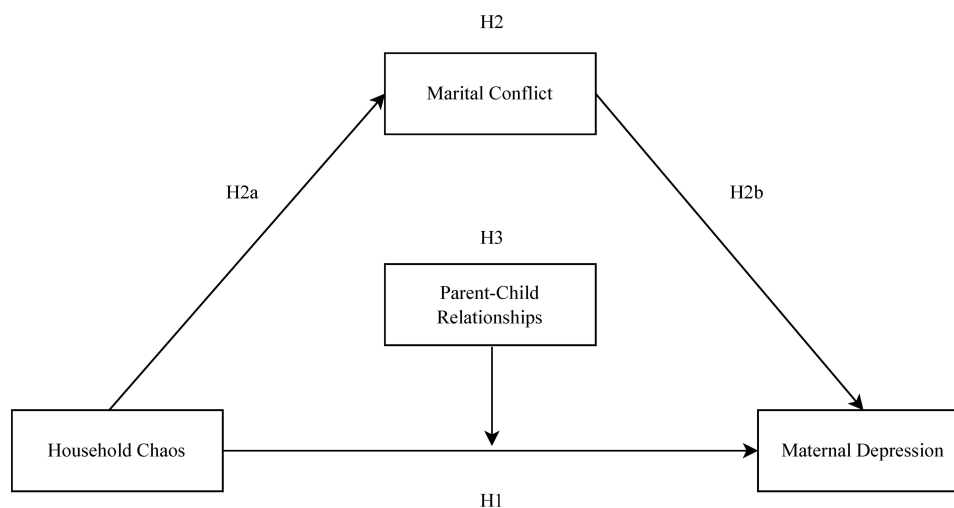 H2
Marital Conflict
H2a
H2b
H3
Parent-Child
Relationships
Household Chaos
Maternal Depression
H1